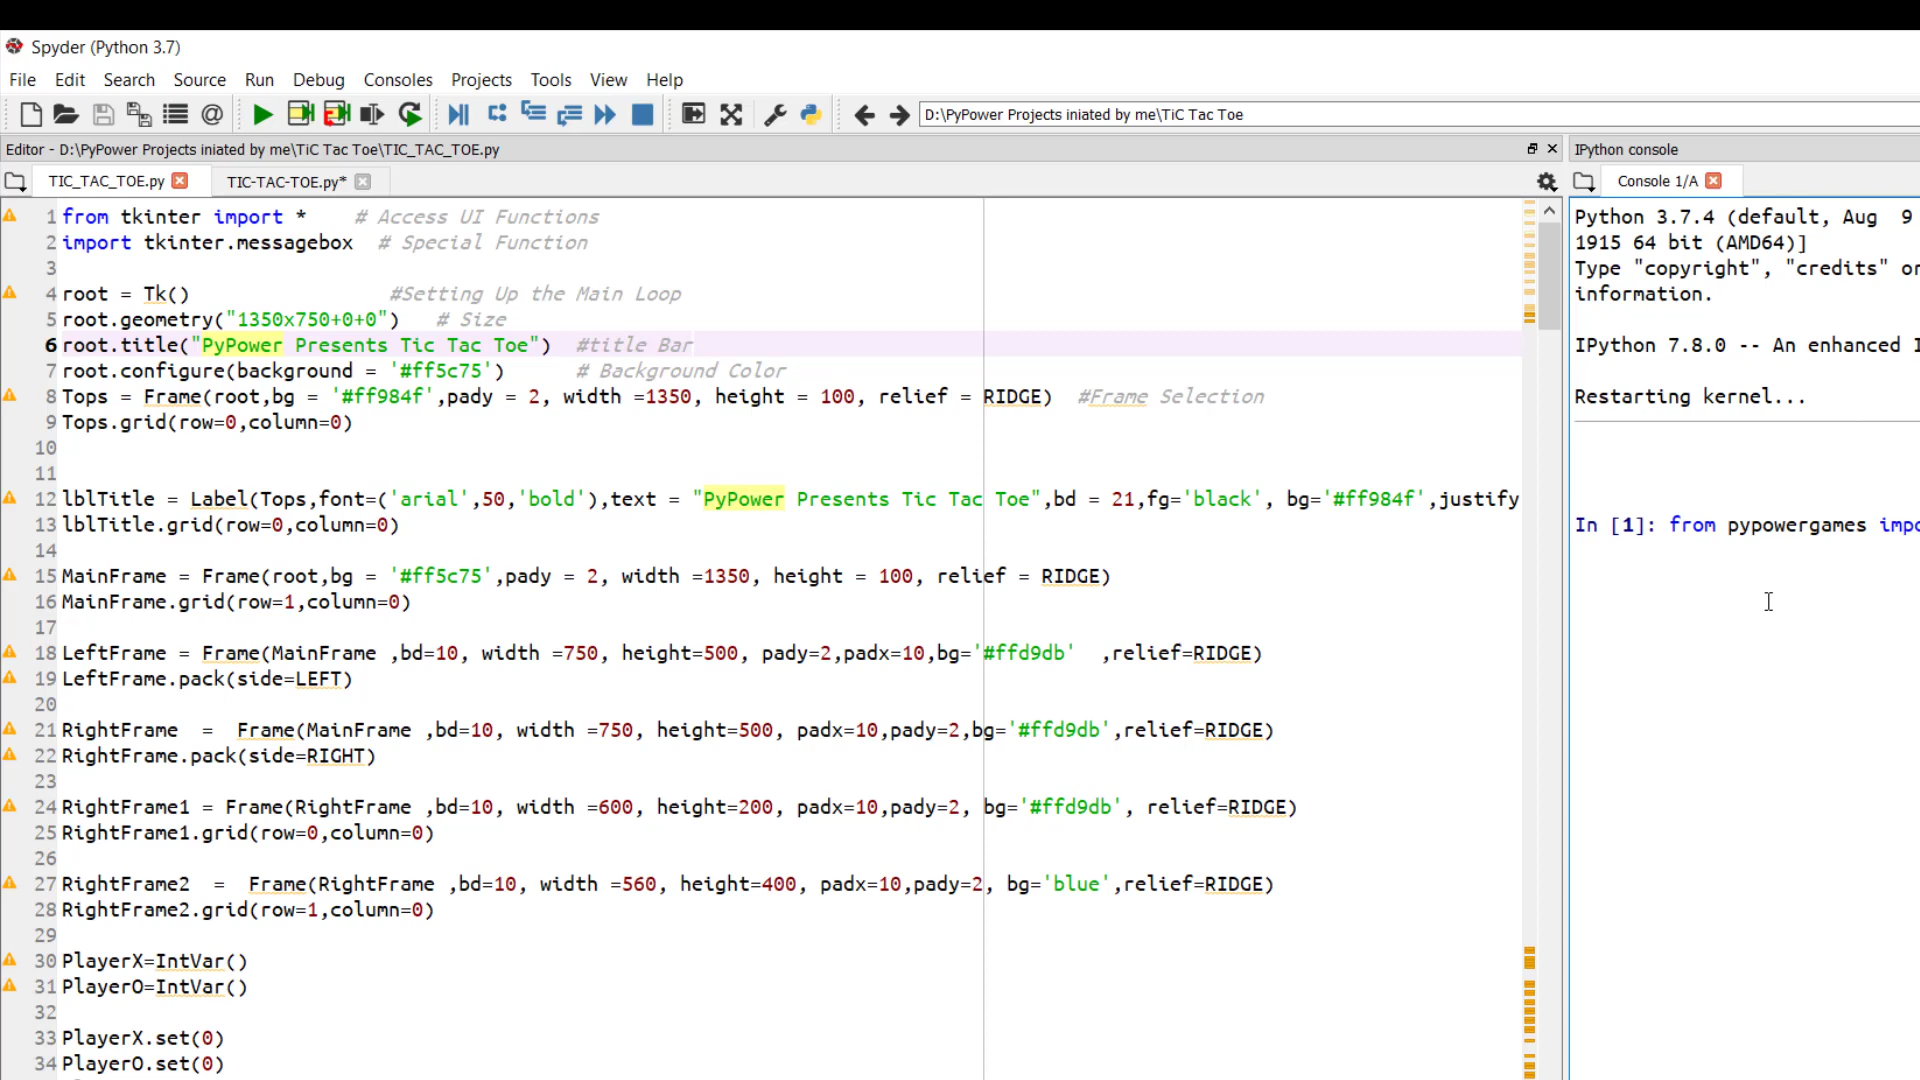 Spyder (Python 3.7)
File Edit Search Source Run Debug Consoles Projects Tools View Help
D:\PyPower Projects iniated by me\TiC Tac Toe
Editor - D:\PyPower Projects iniated by me\TiC Tac Toe\TIC_TAC_TOE.py
TIC_TAC_TOE.py TIC-TAC-TOE.py*
1 from tkinter import * # Access UI Functions
2 import tkinter.messagebox # Special Function
3
4 root = Tk() #Setting Up the Main Loop
5 root.geometry("1350x750+0+0") # Size
6 root.title("PyPower Presents Tic Tac Toe") #title Bar
7 root.configure(background = '#ff5c75') # Background Color
8 Tops = Frame(root,bg = '#ff984f',pady = 2, width =1350, height = 100, relief = RIDGE) #Frame Selection
9 Tops.grid(row=0,column=0)
10
11
12 lblTitle = Label(Tops,font=('arial',50,'bold'),text = "PyPower Presents Tic Tac Toe",bd = 21,fg='black', bg='#ff984f',justify
13 lblTitle.grid(row=0,column=0)
14
15 MainFrame = Frame(root,bg = '#ff5c75',pady = 2, width =1350, height = 100, relief = RIDGE)
16 MainFrame.grid(row=1,column=0)
17
18 LeftFrame = Frame(MainFrame ,bd=10, width =750, height=500, pady=2,padx=10,bg='#ffd9db' ,relief=RIDGE)
19 LeftFrame.pack(side=LEFT)
20
21 RightFrame = Frame(MainFrame ,bd=10, width =750, height=500, padx=10,pady=2,bg='#ffd9db',relief=RIDGE)
22 RightFrame.pack(side=RIGHT)
23
24 RightFrame1 = Frame(RightFrame ,bd=10, width =600, height=200, padx=10,pady=2, bg='#ffd9db', relief=RIDGE)
25 RightFrame1.grid(row=0,column=0)
26
27 RightFrame2 = Frame(RightFrame ,bd=10, width =560, height=400, padx=10,pady=2, bg='blue',relief=RIDGE)
28 RightFrame2.grid(row=1,column=0)
29
30 PlayerX=IntVar()
31 PlayerO=IntVar()
32
33 PlayerX.set(0)
34 PlayerO.set(0)
IPython console
Console 1/A
Python 3.7.4 (default, Aug 9
1915 64 bit (AMD64)]
Type "copyright", "credits" or
information.
IPython 7.8.0 -- An enhanced I
Restarting kernel...
In [1]: from pypowergames impo